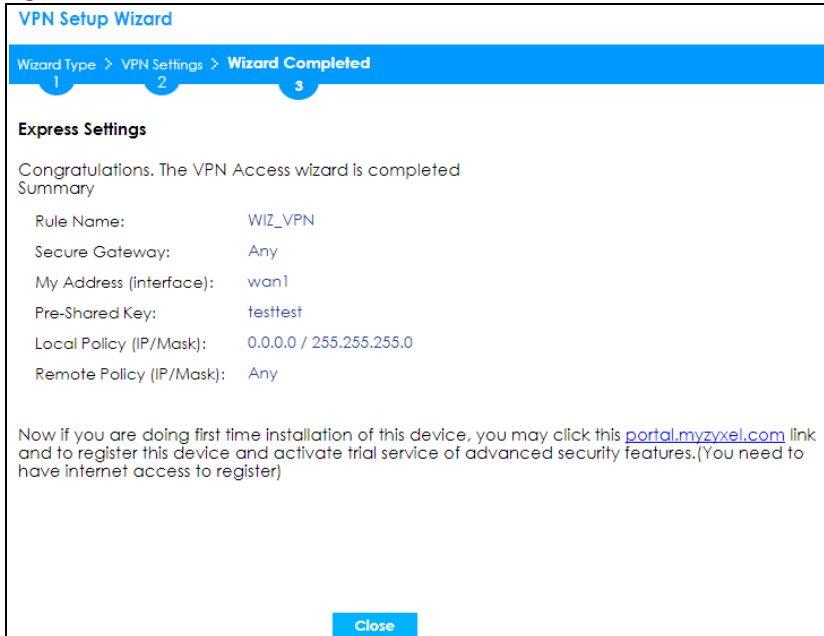 VPN Setup Wizard
Wizard Type > VPN Settings > Wizard Completed
1 2 3
Express Settings
Congratulations. The VPN Access wizard is completed
Summary
Rule Name: WIZ_VPN
Secure Gateway: Any
My Address (interface): wan1
Pre-Shared Key: testtest
Local Policy (IP/Mask): 0.0.0.0 / 255.255.255.0
Remote Policy (IP/Mask): Any
Now if you are doing first time installation of this device, you may click this portal.myzyxel.com link
and to register this device and activate trial service of advanced security features.(You need to
have internet access to register)
Close